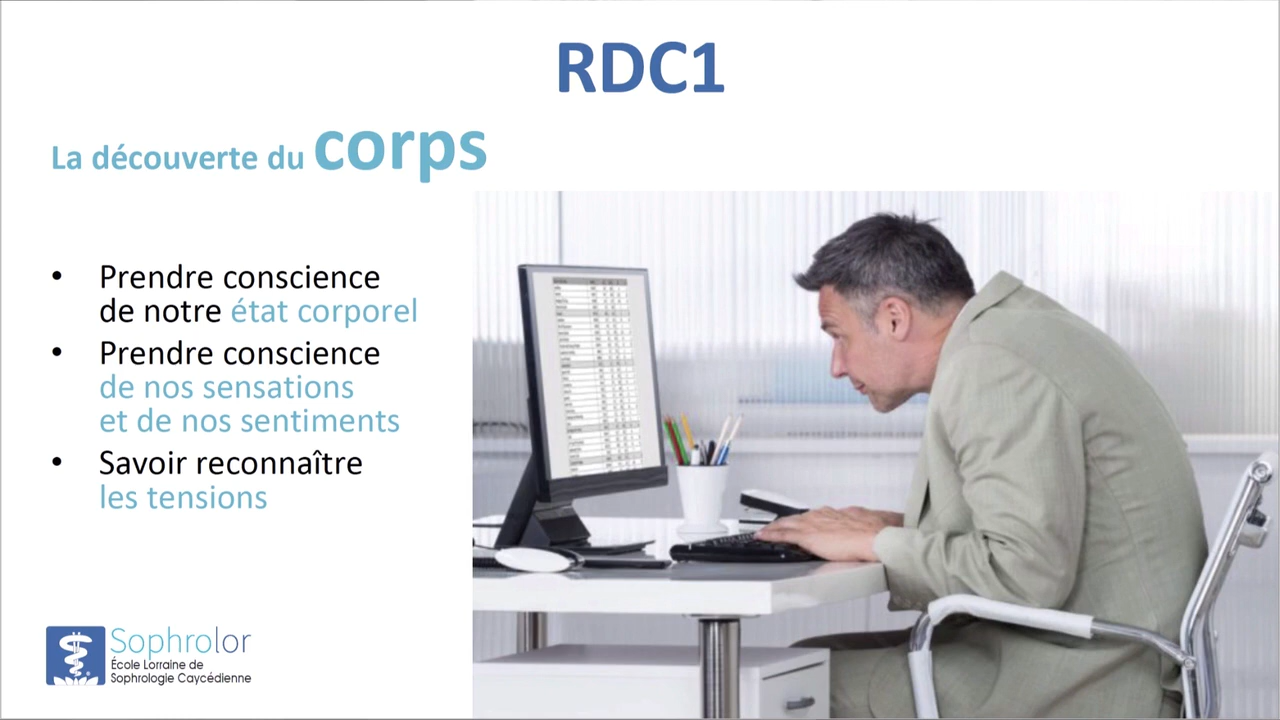 RDC1
La découverte du corps
• Prendre conscience
de notre état corporel
• Prendre conscience
de nos sensations
et de nos sentiments
• Savoir reconnaître
les tensions
Sophrolor
École Lorraine de
Sophrologie Caycédienne